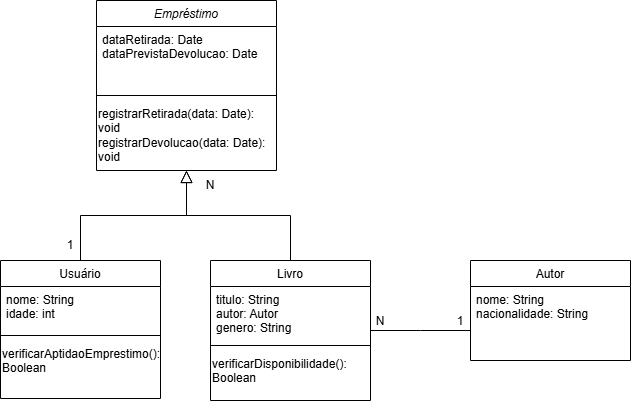 Empréstimo
dataRetirada: Date
dataPrevistaDevolucao: Date
registrarRetirada(data: Date):
void
registrarDevolucao(data: Date):
void
N
1
Usuário
nome: String
idade: int
verificarAptidaoEmprestimo():
Boolean
Livro
titulo: String
autor: Autor
genero: String
verificarDisponibilidade():
Boolean
N
1
Autor
nome: String
nacionalidade: String